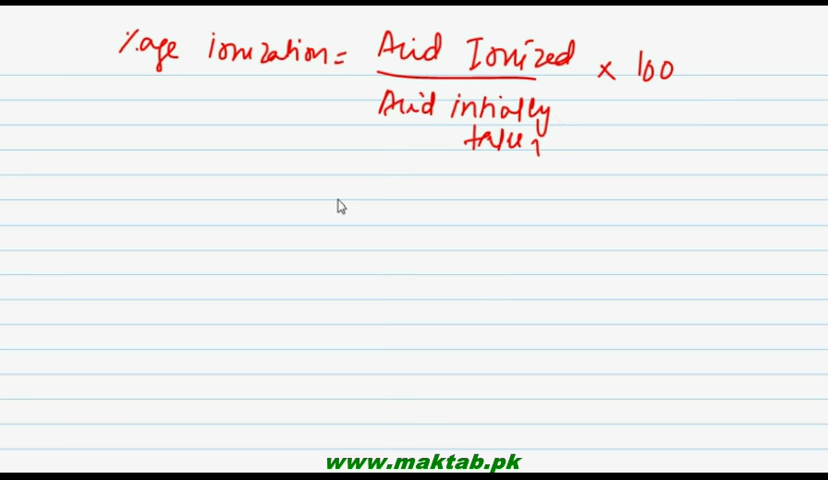 %age ionization = Acid Ionized × 100
Acid initially
taken
www.maktab.pk